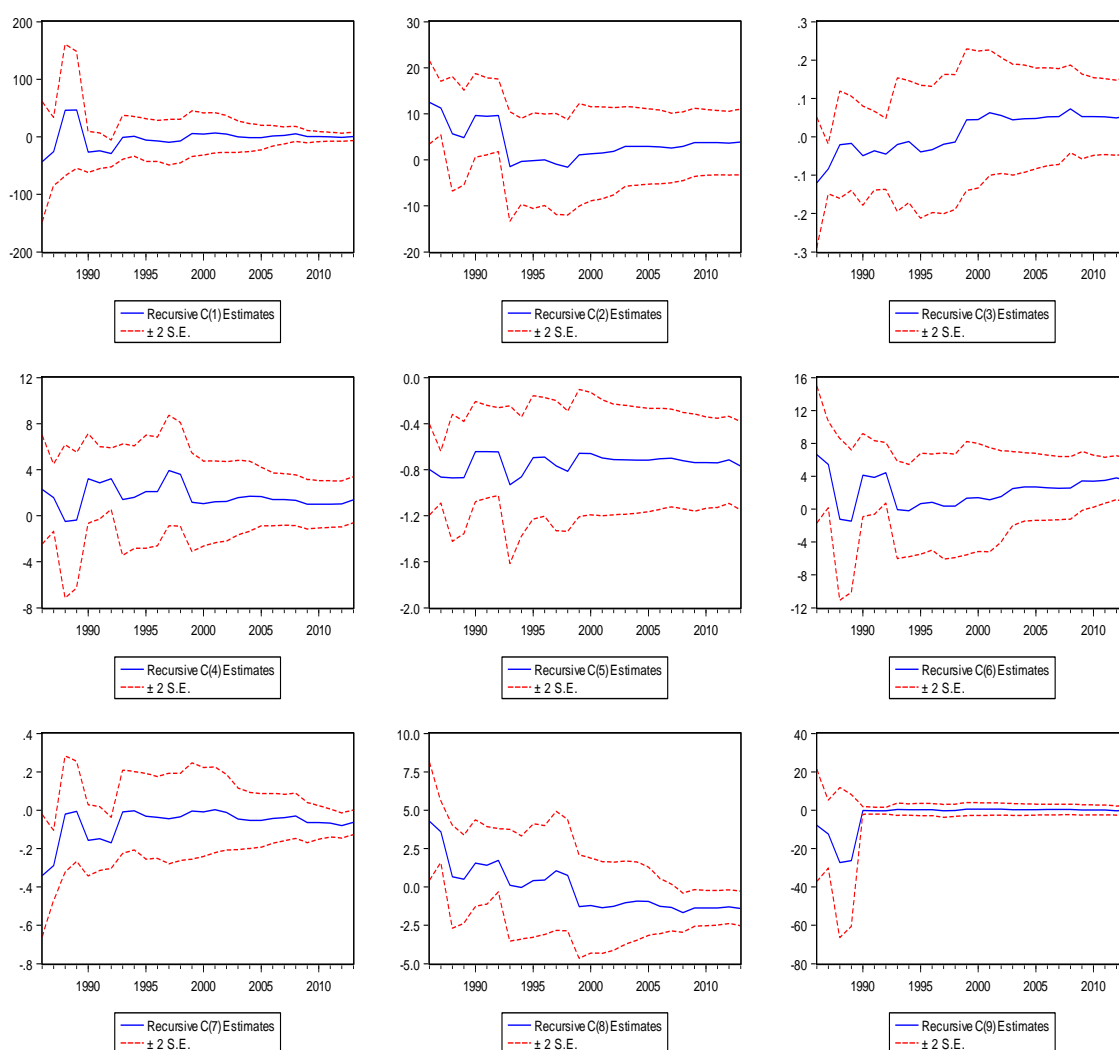 200
100
0
-100
-200
1990 1995 2000 2005 2010
Recursive C(1) Estimates
± 2 S.E.
30
20
10
0
-10
-20
1990 1995 2000 2005 2010
Recursive C(2) Estimates
± 2 S.E.
.3
.2
.1
.0
-.1
-.2
-.3
1990 1995 2000 2005 2010
Recursive C(3) Estimates
± 2 S.E.
12
8
4
0
-4
-8
1990 1995 2000 2005 2010
Recursive C(4) Estimates
± 2 S.E.
0.0
-0.4
-0.8
-1.2
-1.6
-2.0
1990 1995 2000 2005 2010
Recursive C(5) Estimates
± 2 S.E.
16
12
8
4
0
-4
-8
-12
1990 1995 2000 2005 2010
Recursive C(6) Estimates
± 2 S.E.
.4
.2
.0
-.2
-.4
-.6
-.8
1990 1995 2000 2005 2010
Recursive C(7) Estimates
± 2 S.E.
10.0
7.5
5.0
2.5
0.0
-2.5
-5.0
1990 1995 2000 2005 2010
Recursive C(8) Estimates
± 2 S.E.
40
20
0
-20
-40
-60
-80
1990 1995 2000 2005 2010
Recursive C(9) Estimates
± 2 S.E.